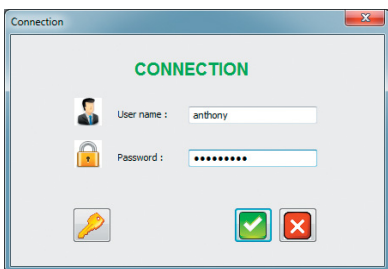 Connection
CONNECTION
User name :
anthony
Password :
•••••••••